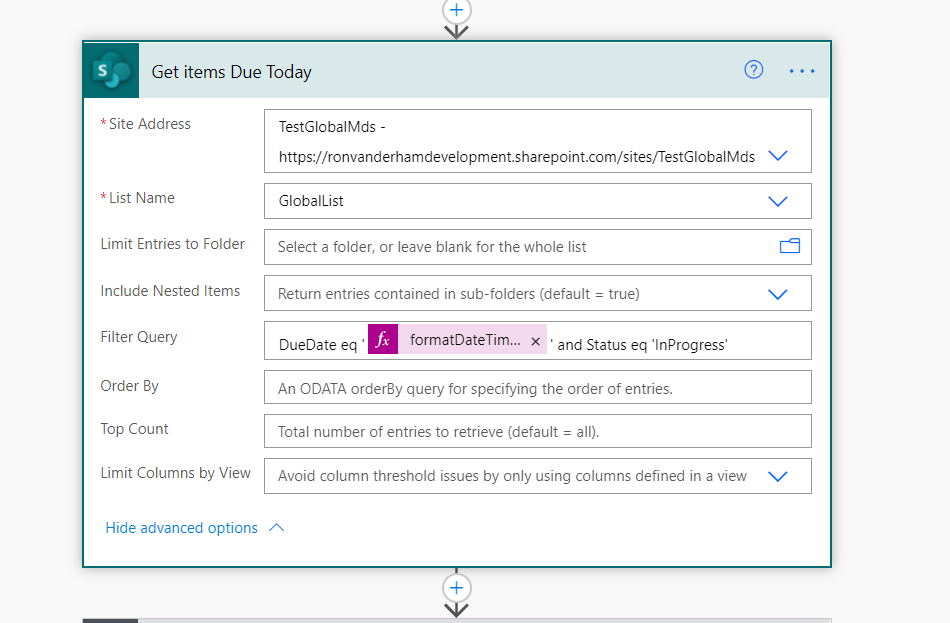 Get items Due Today
* Site Address
TestGlobalMds -
https://ronvanderhamdevelopment.sharepoint.com/sites/TestGlobalMds
* List Name
GlobalList
Limit Entries to Folder
Select a folder, or leave blank for the whole list
Include Nested Items
Return entries contained in sub-folders (default = true)
Filter Query
DueDate eq ' fx formatDateTim... × ' and Status eq 'InProgress'
Order By
An ODATA orderBy query for specifying the order of entries.
Top Count
Total number of entries to retrieve (default = all).
Limit Columns by View
Avoid column threshold issues by only using columns defined in a view
Hide advanced options